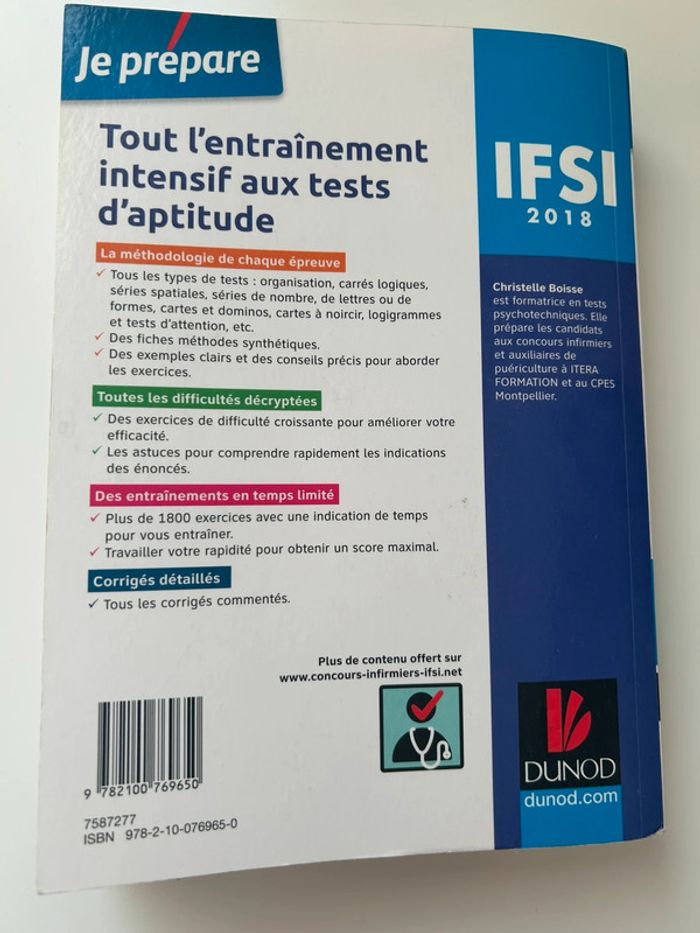 Je prépare
Tout l'entraînement
intensif aux tests
d'aptitude
La méthodologie de chaque épreuve
✓ Tous les types de tests : organisation, carrés logiques,
séries spatiales, séries de nombre, de lettres ou de
formes, cartes et dominos, cartes à noircir, logigrammes
et tests d'attention, etc.
✓ Des fiches méthodes synthétiques.
✓ Des exemples clairs et des conseils précis pour aborder
les exercices.
Toutes les difficultés décryptées
✓ Des exercices de difficulté croissante pour améliorer votre
efficacité.
✓ Les astuces pour comprendre rapidement les indications
des énoncés.
Des entraînements en temps limité
✓ Plus de 1800 exercices avec une indication de temps
pour vous entraîner.
✓ Travailler votre rapidité pour obtenir un score maximal.
Corrigés détaillés
✓ Tous les corrigés commentés.
Plus de contenu offert sur
www.concours-infirmiers-ifsi.net
9 782100 769650
7587277
ISBN 978-2-10-076965-0
IFSI
2018
Christelle Boisse
est formatrice en tests
psychotechniques. Elle
prépare les candidats
aux concours infirmiers
et auxiliaires de
puériculture à ITERA
FORMATION et au CPES
Montpellier.
DUNOD
dunod.com